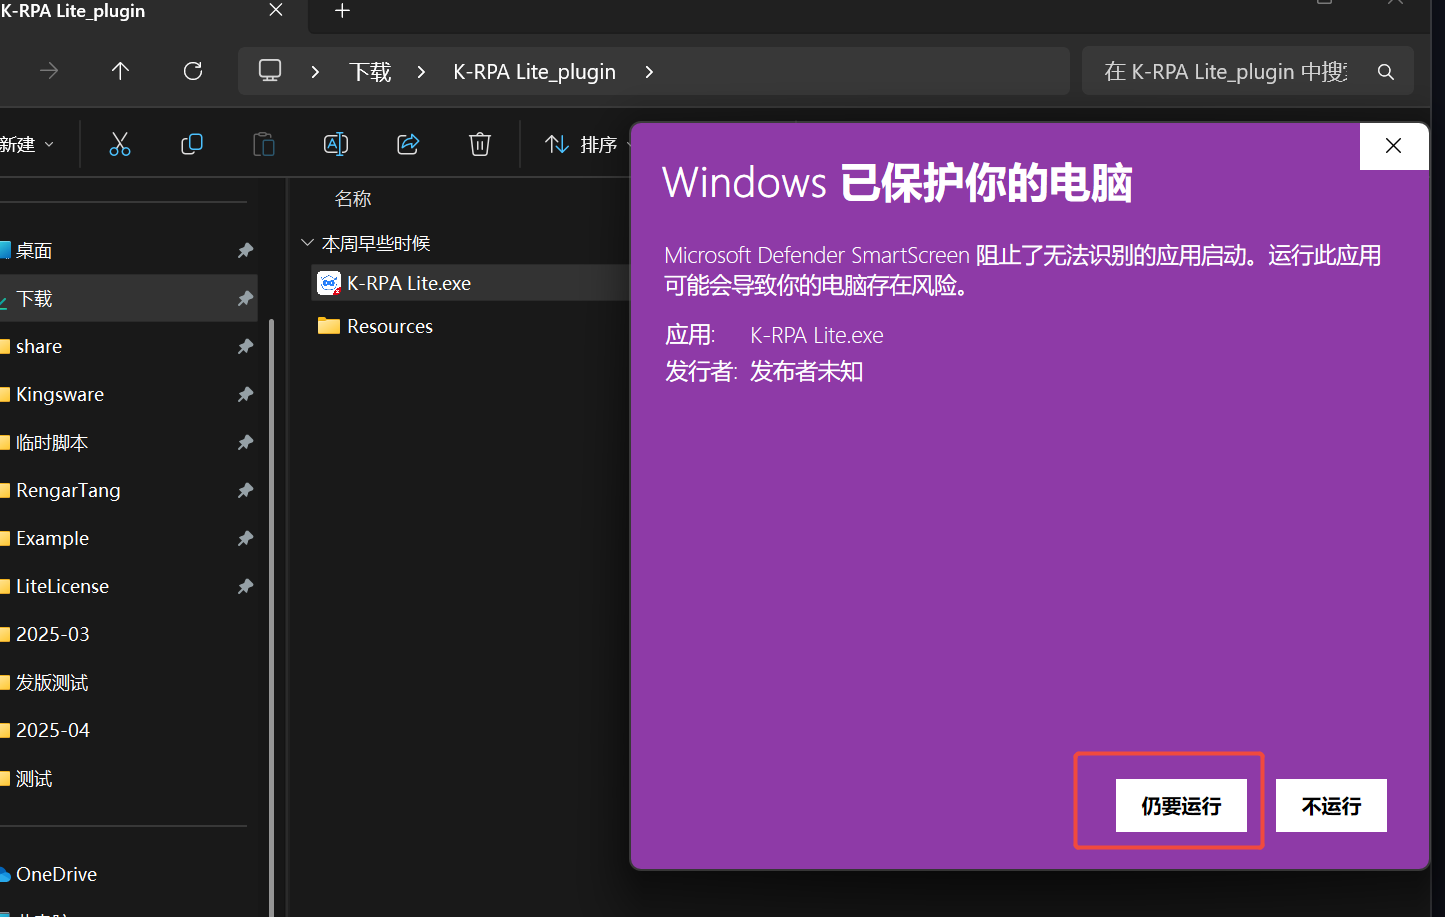 K-RPA Lite_plugin
下载 K-RPA Lite_plugin
在 K-RPA Lite_plugin 中搜
新建
排序
名称
本周早些时候
K-RPA Lite.exe
Resources
桌面
下载
share
Kingsware
临时脚本
RengarTang
Example
LiteLicense
2025-03
发版测试
2025-04
测试
OneDrive
Windows 已保护你的电脑
Microsoft Defender SmartScreen 阻止了无法识别的应用启动。运行此应用
可能会导致你的电脑存在风险。
应用: K-RPA Lite.exe
发行者: 发布者未知
仍要运行
不运行